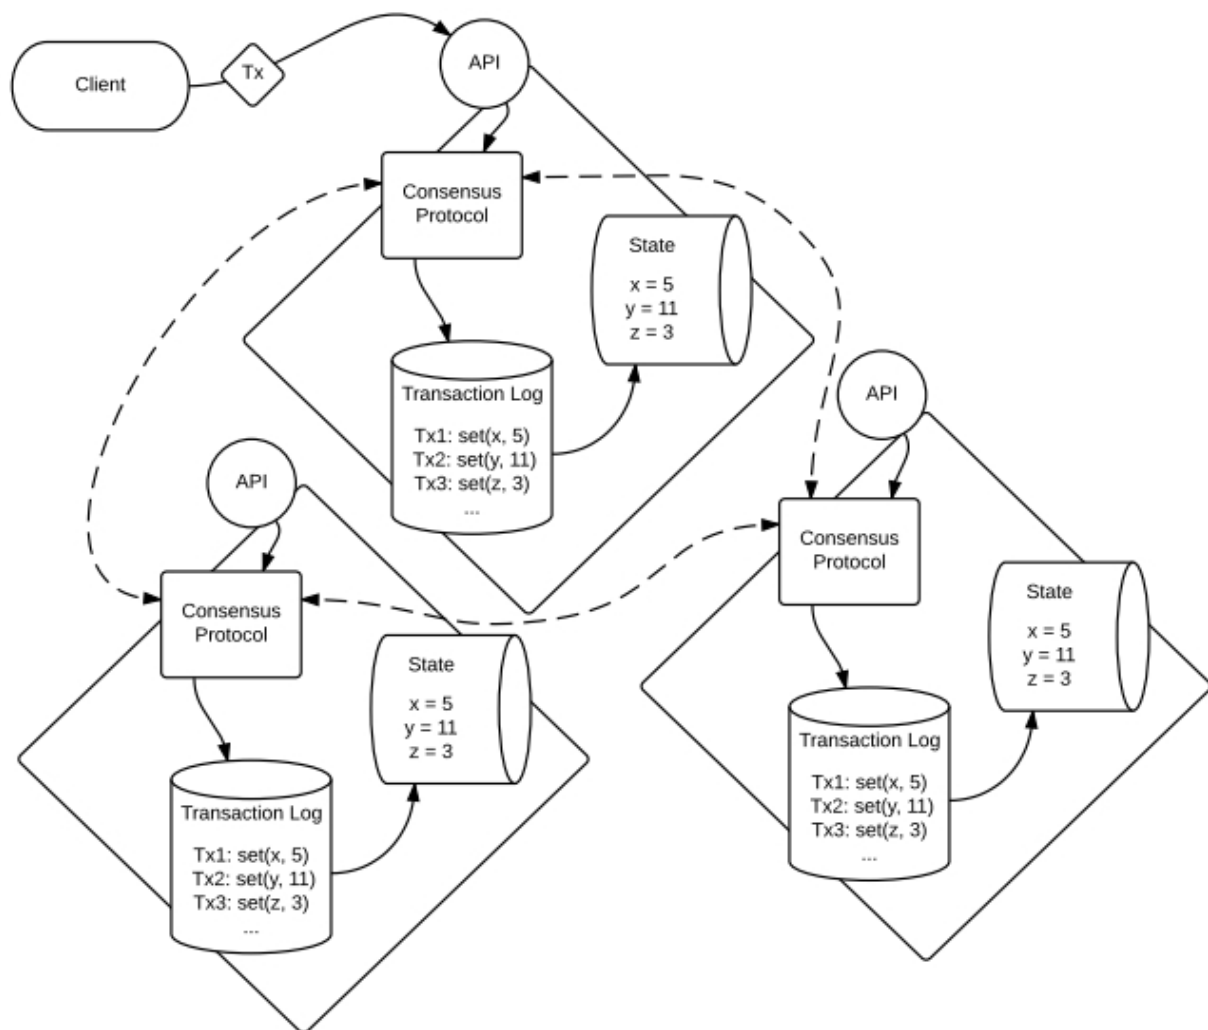 Client
Tx
API
Consensus
Protocol
State
x = 5
y = 11
z = 3
Transaction Log
Tx1: set(x, 5)
Tx2: set(y, 11)
Tx3: set(z, 3)
...
API
Consensus
Protocol
State
x = 5
y = 11
z = 3
Transaction Log
Tx1: set(x, 5)
Tx2: set(y, 11)
Tx3: set(z, 3)
...
API
Consensus
Protocol
State
x = 5
y = 11
z = 3
Transaction Log
Tx1: set(x, 5)
Tx2: set(y, 11)
Tx3: set(z, 3)
...